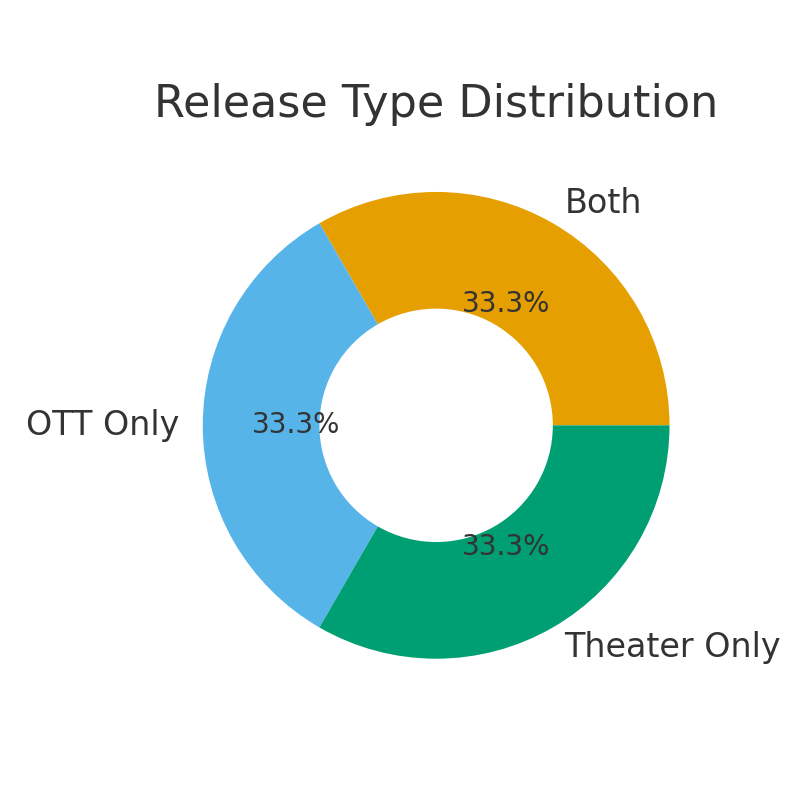 Release Type Distribution
Both
33.3%
OTT Only
33.3%
33.3%
Theater Only